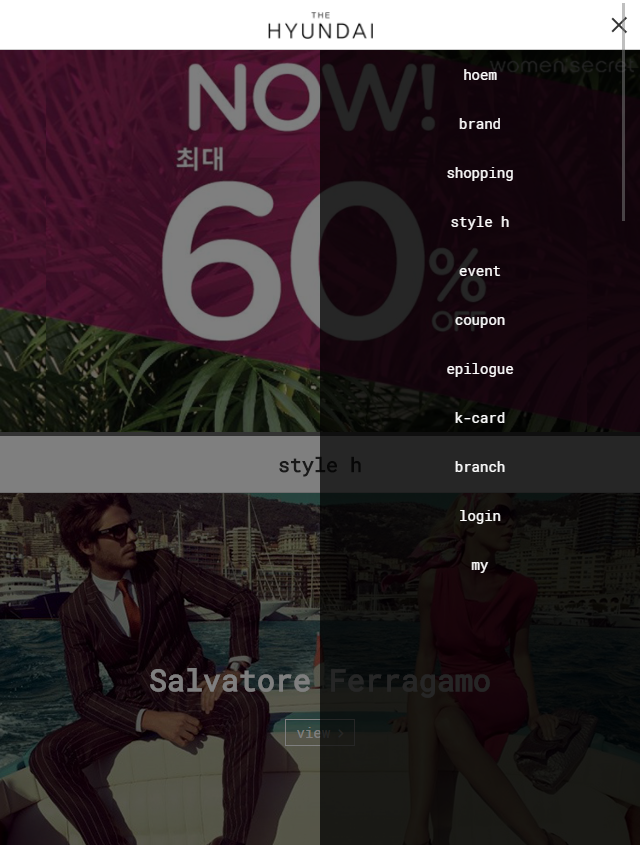 THE
HYUNDAI
women'secret
NOW!
최대
60%
OFF
hoem
brand
shopping
style h
event
coupon
epilogue
k-card
branch
login
my
style h
Salvatore Ferragamo
view >